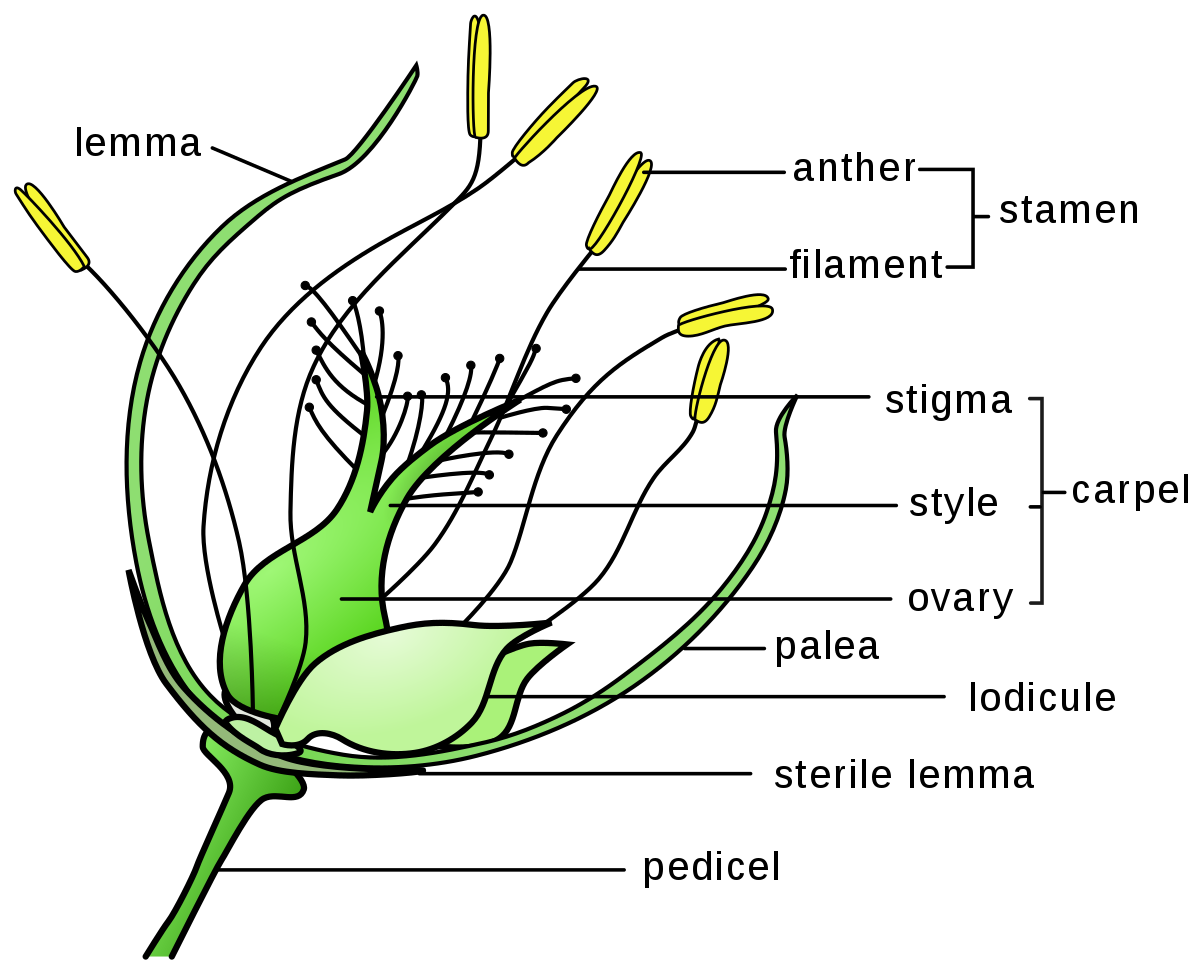 lemma
anther
stamen
filament
stigma
carpel
style
ovary
palea
lodicule
sterile lemma
pedicel